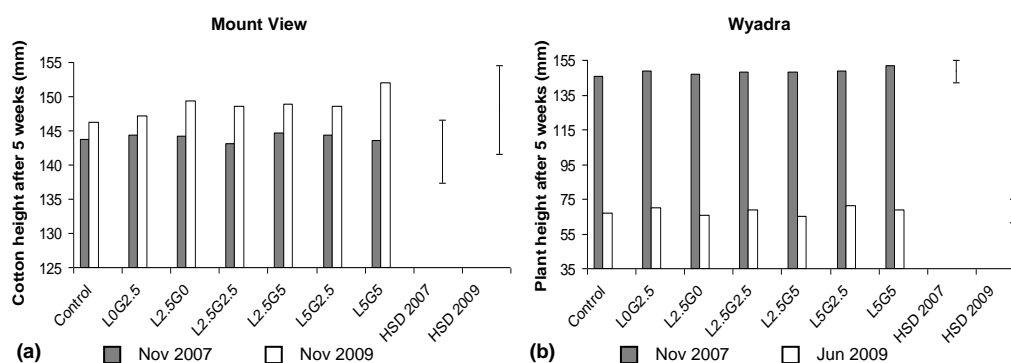 Mount View
Cotton height after 5 weeks (mm)
155
150
145
140
135
130
125
Control
L0G2.5
L2.5G0
L2.5G2.5
L2.5G5
L5G2.5
L5G5
HSD 2007
HSD 2009
(a)
Nov 2007
Nov 2009
Wyadra
Plant height after 5 weeks (mm)
155
135
115
95
75
55
35
Control
L0G2.5
L2.5G0
L2.5G2.5
L2.5G5
L5G2.5
L5G5
HSD 2007
HSD 2009
(b)
Nov 2007
Jun 2009